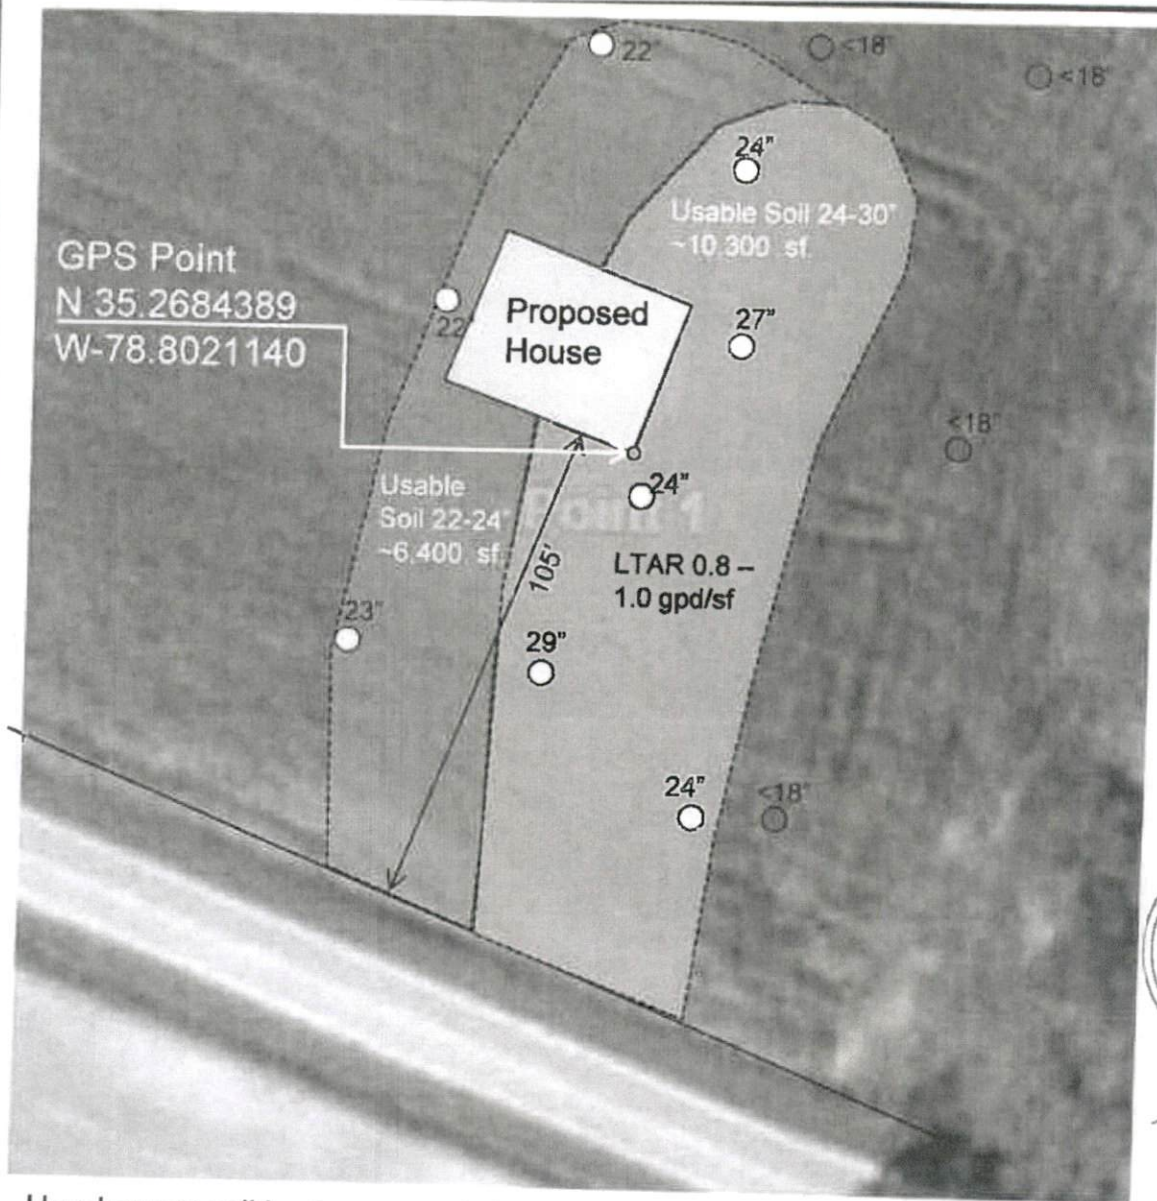 22"
<18"
<18"
24"
Usable Soil 24-30"
~10.300 sf.
GPS Point
N 35.2684389
W-78.8021140
22
Proposed
House
27"
<18"
24"
Usable
Soil 22-24"
~6.400 sf.
Point 1
105'
LTAR 0.8 –
1.0 gpd/sf
23"
29"
24"
<18"